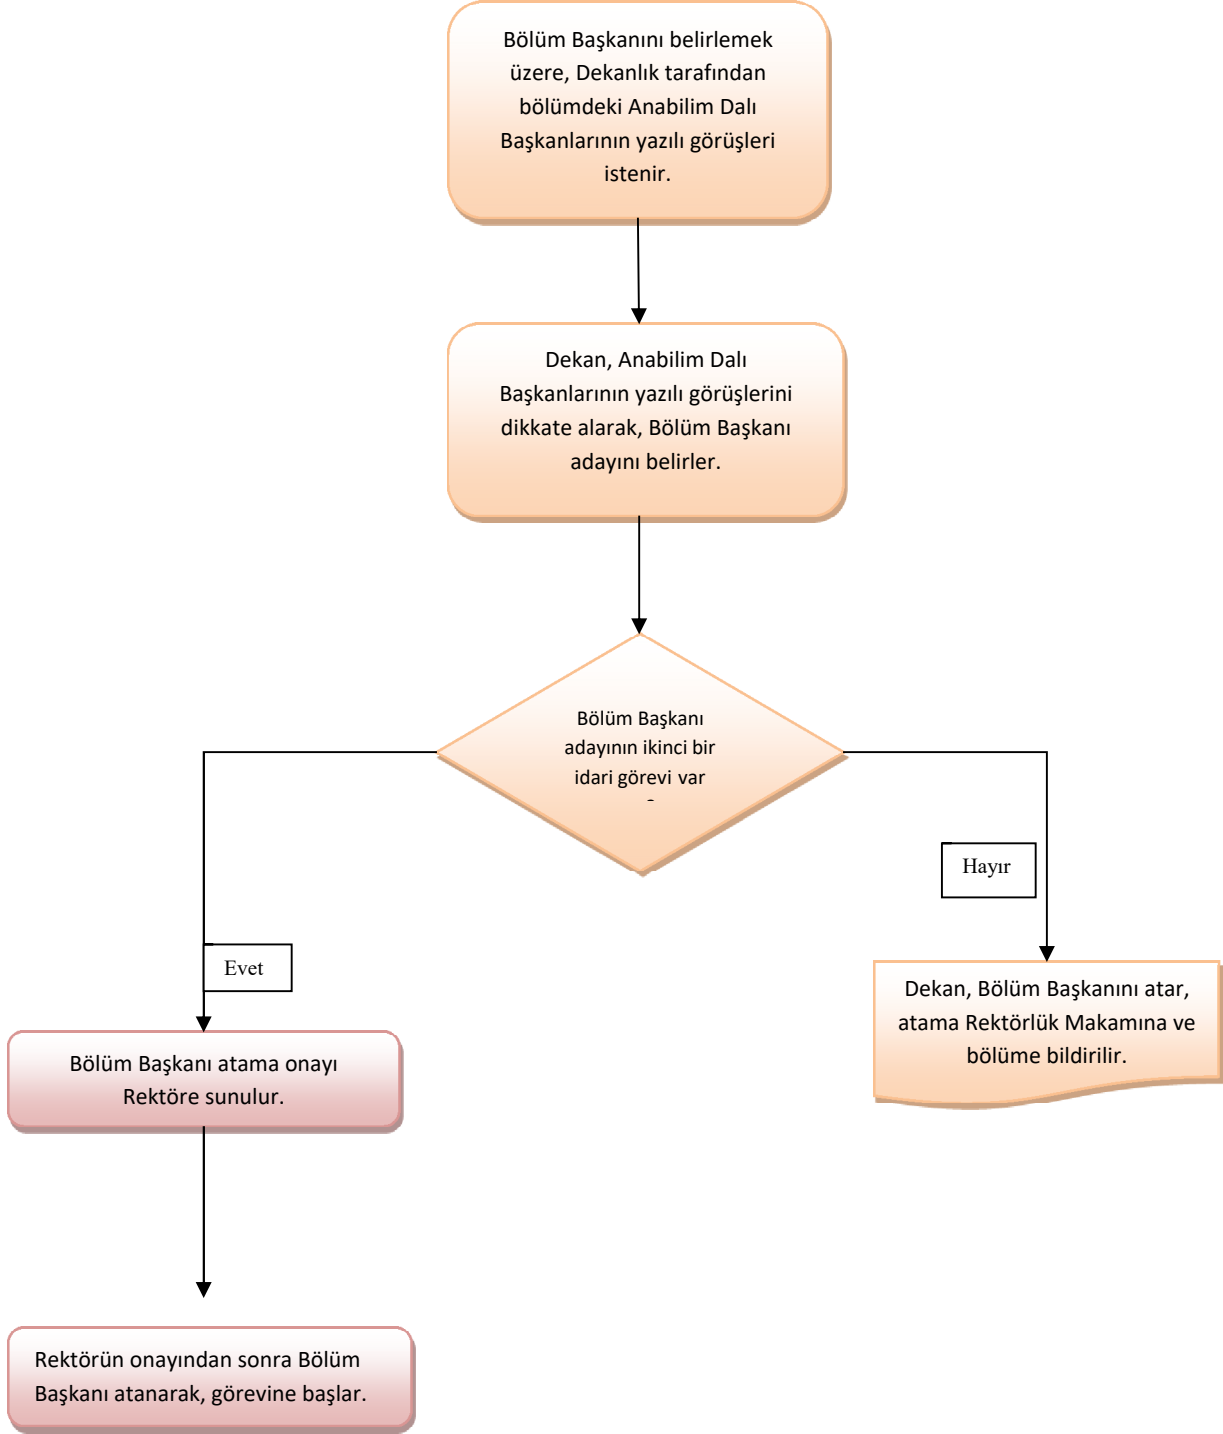 Bölüm Başkanını belirlemek
üzere, Dekanlık tarafından
bölümdeki Anabilim Dalı
Başkanlarının yazılı görüşleri
istenir.
Dekan, Anabilim Dalı
Başkanlarının yazılı görüşlerini
dikkate alarak, Bölüm Başkanı
adayını belirler.
Bölüm Başkanı
adayının ikinci bir
idari görevi var
Hayır
Evet
Dekan, Bölüm Başkanını atar,
atama Rektörlük Makamına ve
bölüme bildirilir.
Bölüm Başkanı atama onayı
Rektöre sunulur.
Rektörün onayından sonra Bölüm
Başkanı atanarak, görevine başlar.